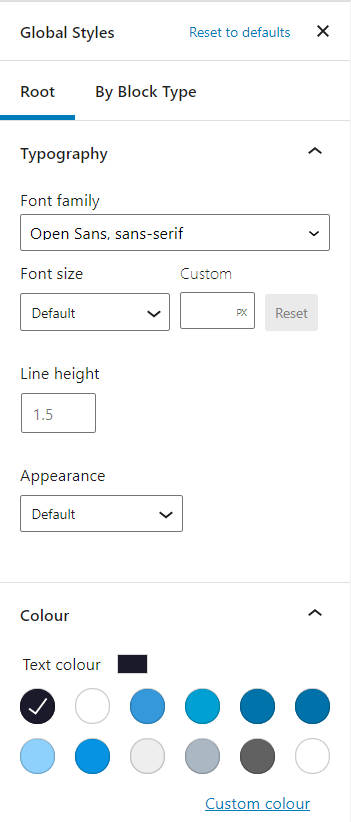 Global Styles Reset to defaults
Root By Block Type
Typography
Font family
Open Sans, sans-serif
Font size Custom
Default PX Reset
Line height
1.5
Appearance
Default
Colour
Text colour
Custom colour